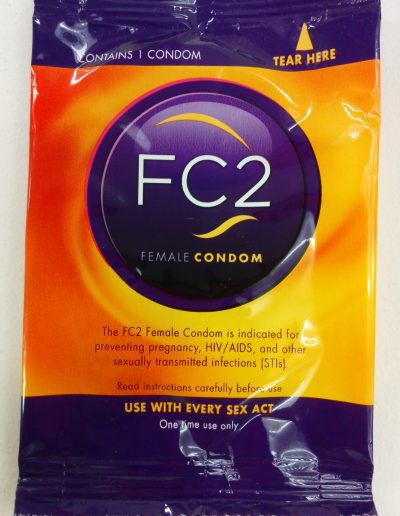 CONTAINS 1 CONDOM
TEAR HERE
FC2
FEMALE CONDOM
The FC2 Female Condom is indicated for
preventing pregnancy, HIV/AIDS, and other
sexually transmitted infections (STIs).
Read instructions carefully before use
USE WITH EVERY SEX ACT
One time use only